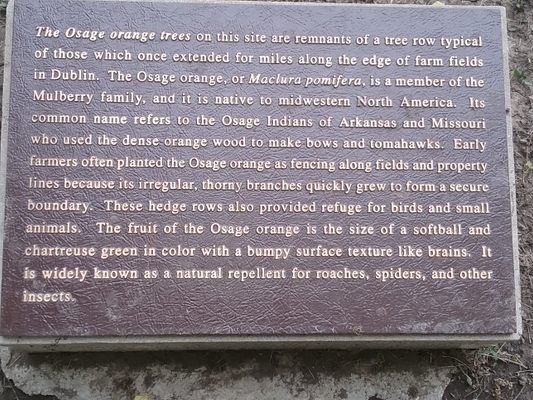 The Osage orange trees on this site are remnants of a tree row typical
of those which once extended for miles along the edge of farm fields
in Dublin. The Osage orange, or Maclura pomifera, is a member of the
Mulberry family, and it is native to midwestern North America. Its
common name refers to the Osage Indians of Arkansas and Missouri
who used the dense orange wood to make bows and tomahawks. Early
farmers often planted the Osage orange as fencing along fields and property
lines because its irregular, thorny branches quickly grew to form a secure
boundary. These hedge rows also provided refuge for birds and small
animals. The fruit of the Osage orange is the size of a softball and
chartreuse green in color with a bumpy surface texture like brains. It
is widely known as a natural repellent for roaches, spiders, and other
insects.